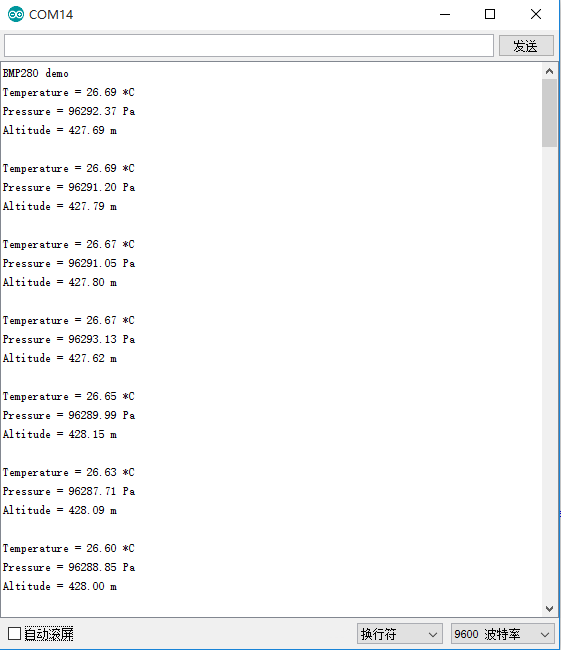 COM14
发送
BMP280 demo
Temperature = 26.69 *C
Pressure = 96292.37 Pa
Altitude = 427.69 m
Temperature = 26.69 *C
Pressure = 96291.20 Pa
Altitude = 427.79 m
Temperature = 26.67 *C
Pressure = 96291.05 Pa
Altitude = 427.80 m
Temperature = 26.67 *C
Pressure = 96293.13 Pa
Altitude = 427.62 m
Temperature = 26.65 *C
Pressure = 96289.99 Pa
Altitude = 428.15 m
Temperature = 26.63 *C
Pressure = 96287.71 Pa
Altitude = 428.09 m
Temperature = 26.60 *C
Pressure = 96288.85 Pa
Altitude = 428.00 m
自动滚屏 换行符 9600 波特率